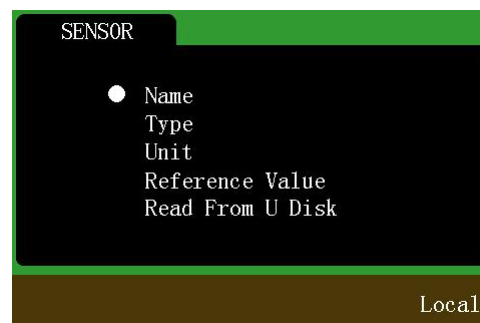 SENSOR
Name
Type
Unit
Reference Value
Read From U Disk
Local